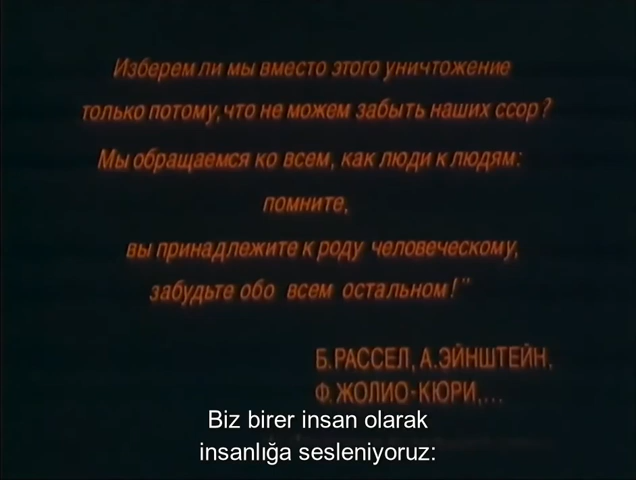 Изберем ли мы вместо этого уничтожение
только потому, что не можем забыть наших ссор?
Мы обращаемся ко всем, как люди к людям:
помните,
вы принадлежите к роду человеческому,
забудьте обо всем остальном!"
Б. РАССЕЛ, А. ЭЙНШТЕЙН,
Ф. ЖОЛИО-КЮРИ,...
Biz birer insan olarak
insanlığa sesleniyoruz: